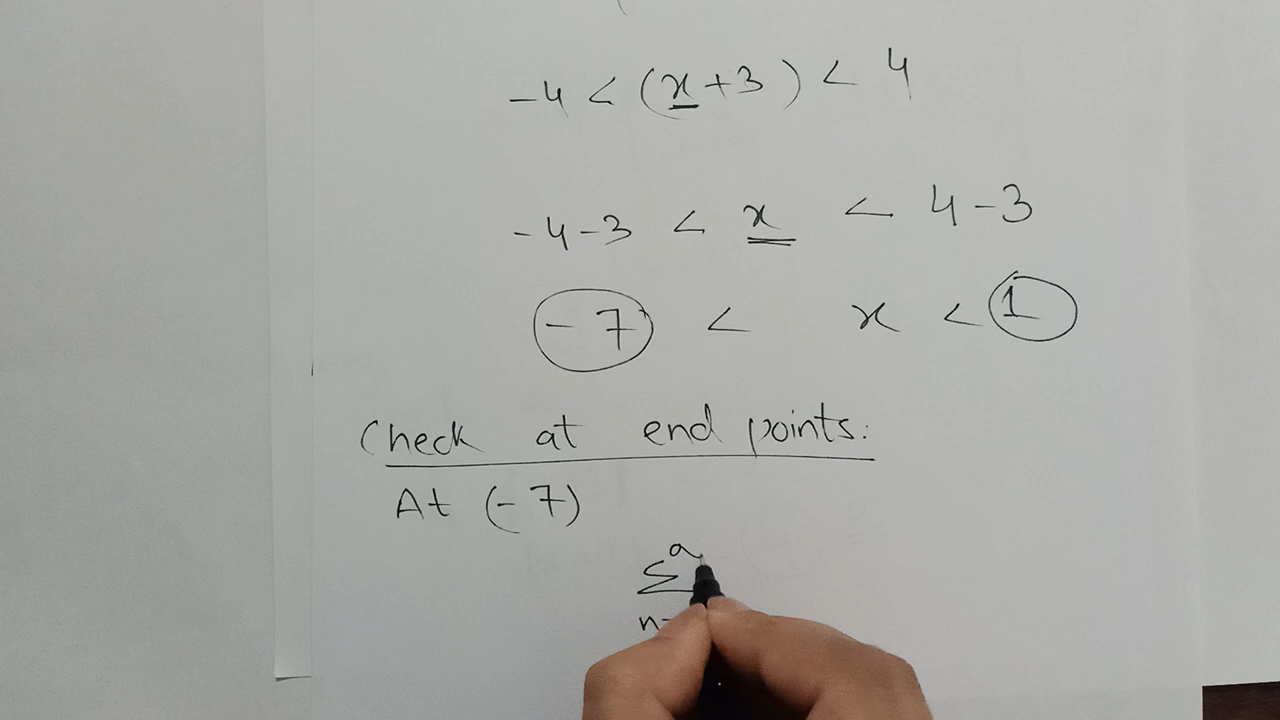 -4 < (x+3) < 4
-4-3 < x < 4-3
-7 < x < 1
Check at end points:
At (-7)
Σ
n